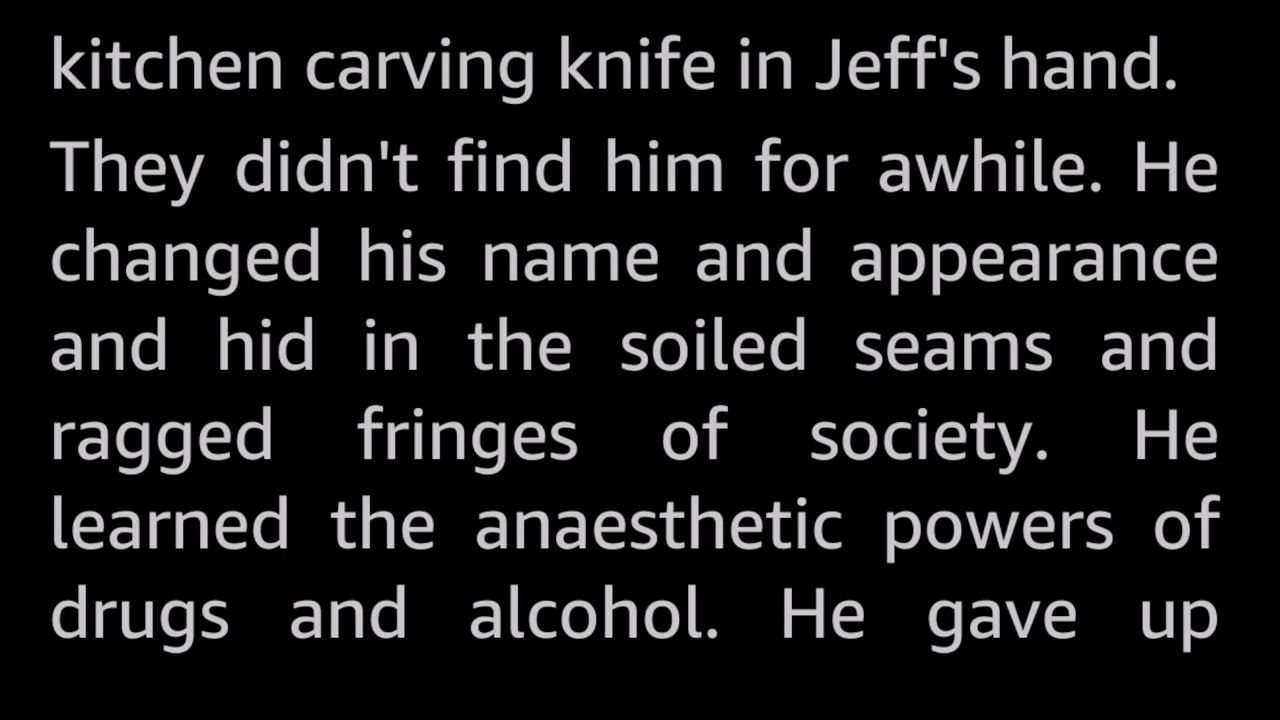 kitchen carving knife in Jeff's hand.
They didn't find him for awhile. He
changed his name and appearance
and hid in the soiled seams and
ragged fringes of society. He
learned the anaesthetic powers of
drugs and alcohol. He gave up